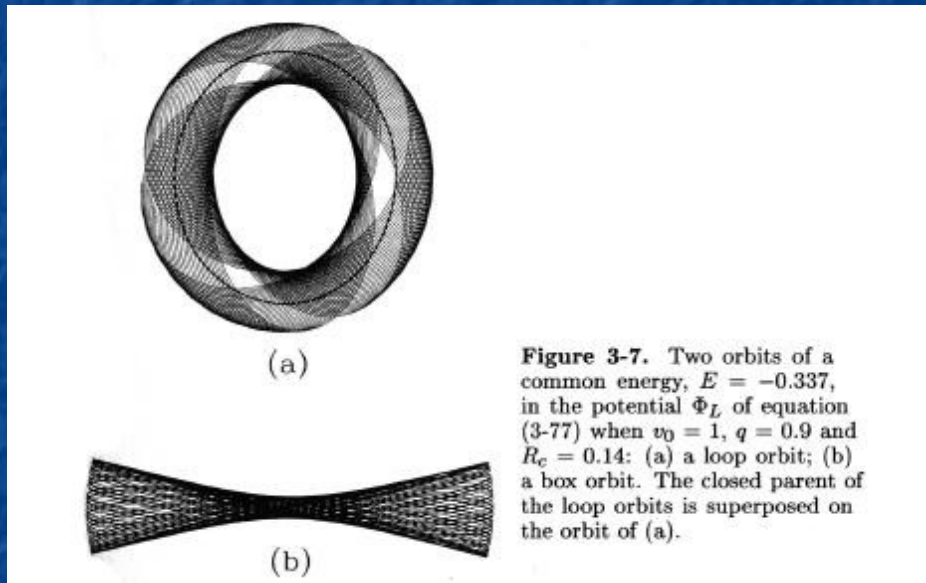 (a)
Figure 3-7. Two orbits of a
common energy, E = −0.337,
in the potential Φ_L of equation
(3-77) when v₀ = 1, q = 0.9 and
R_c = 0.14: (a) a loop orbit; (b)
a box orbit. The closed parent of
the loop orbits is superposed on
the orbit of (a).
(b)